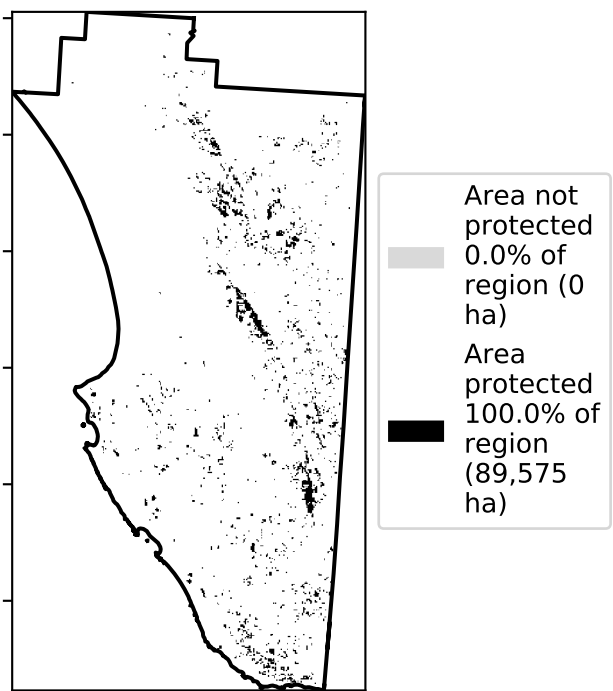 Area not
protected
0.0% of
region (0
ha)
Area
protected
100.0% of
region
(89,575
ha)